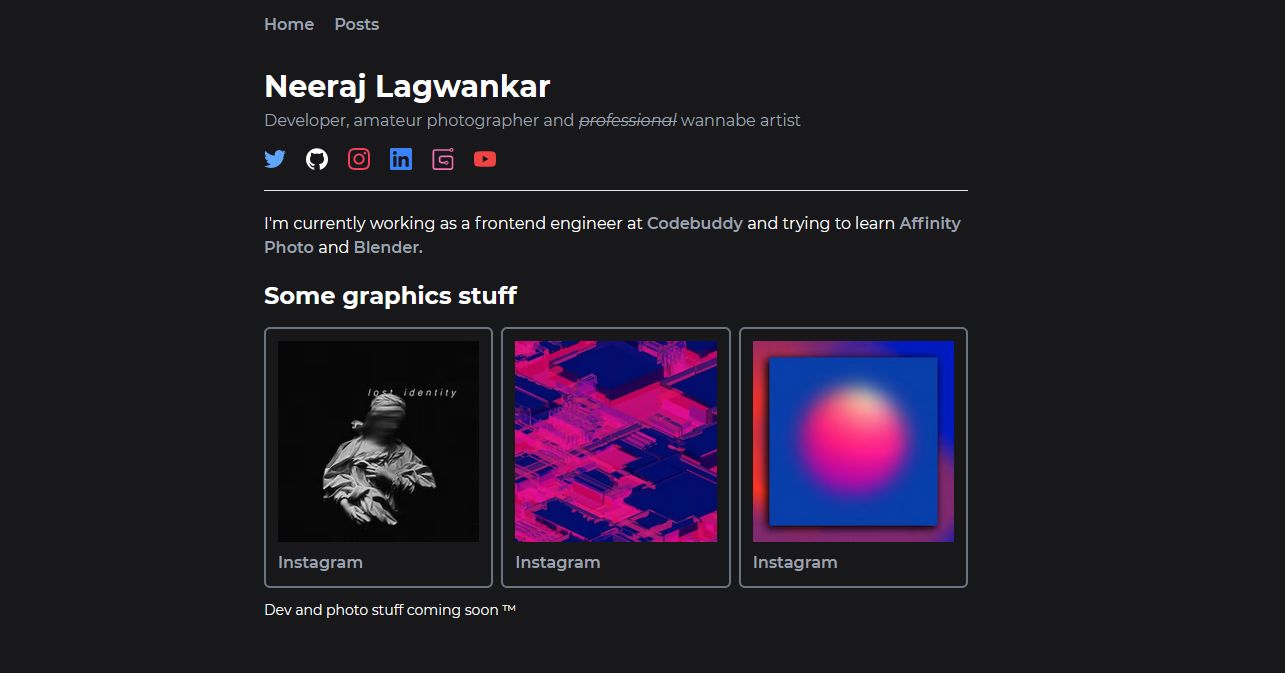 Home Posts
Neeraj Lagwankar
Developer, amateur photographer and professional wannabe artist
in
I'm currently working as a frontend engineer at Codebuddy and trying to learn Affinity
Photo and Blender.
Some graphics stuff
lost identity
Instagram Instagram Instagram
Dev and photo stuff coming soon ™